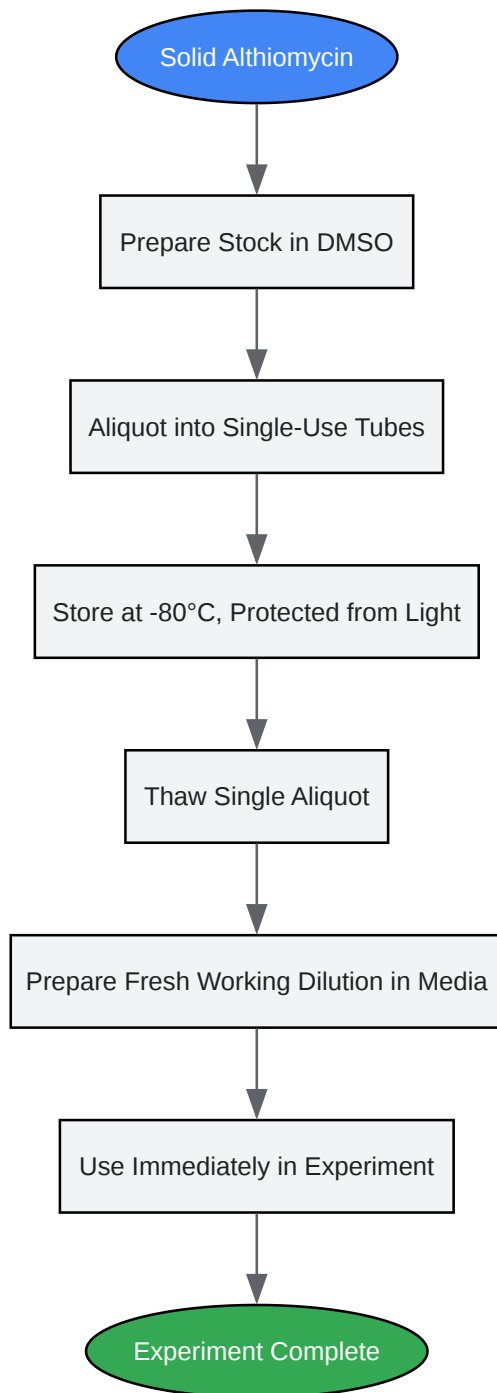 Solid Althiomycin
Prepare Stock in DMSO
Aliquot into Single-Use Tubes
Store at -80°C, Protected from Light
Thaw Single Aliquot
Prepare Fresh Working Dilution in Media
Use Immediately in Experiment
Experiment Complete